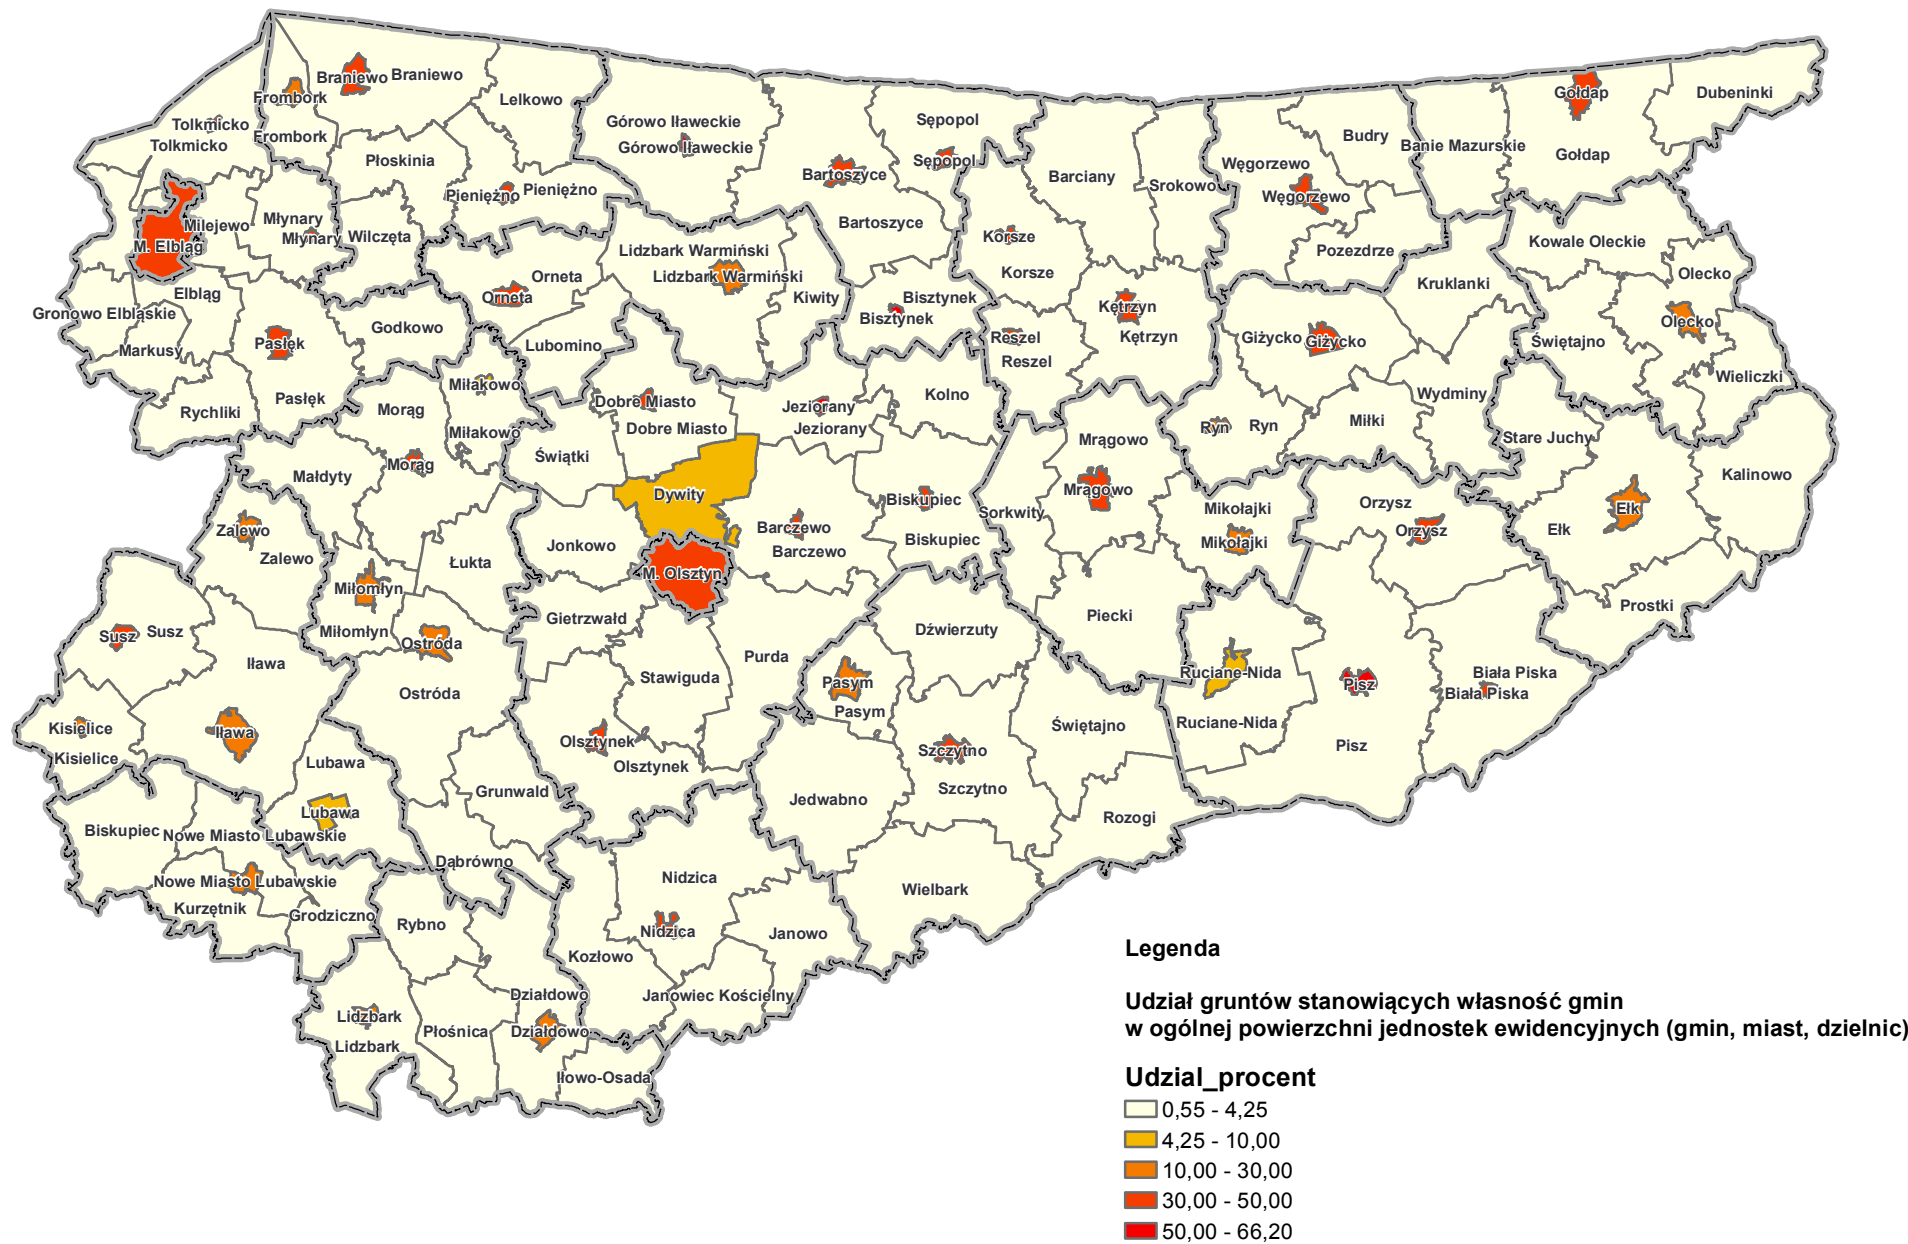 Braniewo Braniewo
Frombork
Lelkowo
Gołdap
Dubeninki
Tolkmicko
Tolkmicko
Frombork
Górowo Iławeckie
Górowo Iławeckie
Sępopol
Sępopol
Budry
Banie Mazurskie
Gołdap
Płoskinia
Bartoszyce
Węgorzewo
Węgorzewo
Barciany
Srokowo
Pieniężno
Pieniężno
Milejewo
Młynary
Młynary
Wilczęta
M. Elbląg
Bartoszyce
Korsze
Korsze
Pozezdrze
Kowale Oleckie
Olecko
Olecko
Lidzbark Warmiński
Lidzbark Warmiński
Orneta
Orneta
Kiwity
Bisztynek
Bisztynek
Kruklanki
Elbląg
Gronowo Elbląskie
Markusy
Godkowo
Pasłęk
Lubomino
Reszel
Reszel
Kętrzyn
Kętrzyn
Giżycko
Giżycko
Świętajno
Wieliczki
Rychliki
Pasłęk
Morąg
Miłakowo
Miłakowo
Dobre Miasto
Dobre Miasto
Jeziorany
Jeziorany
Kolno
Wydminy
Miłki
Ryn
Ryn
Mrągowo
Mrągowo
Stare Juchy
Kalinowo
Małdyty
Morąg
Świątki
Dywity
Biskupiec
Biskupiec
Sorkwity
Mikołajki
Mikołajki
Orzysz
Orzysz
Ełk
Ełk
Zalewo
Zalewo
Łukta
Jonkowo
Barczewo
Barczewo
M. Olsztyn
Miłomłyn
Miłomłyn
Gietrzwałd
Susz
Susz
Iława
Ostróda
Ostróda
Stawiguda
Purda
Dźwierzuty
Piecki
Prostki
Pasym
Pasym
Ruciane-Nida
Ruciane-Nida
Pisz
Pisz
Biała Piska
Biała Piska
Kisielice
Kisielice
Iława
Lubawa
Lubawa
Olsztynek
Olsztynek
Szczytno
Szczytno
Świętajno
Grunwald
Jedwabno
Rozogi
Biskupiec
Nowe Miasto Lubawskie
Nowe Miasto Lubawskie
Dąbrówno
Nidzica
Nidzica
Wielbark
Kurzętnik
Grodziczno
Rybno
Janowo
Kozłowo
Janowiec Kościelny
Działdowo
Działdowo
Lidzbark
Lidzbark
Płośnica
Iłowo-Osada
Legenda
Udział gruntów stanowiących własność gmin
w ogólnej powierzchni jednostek ewidencyjnych (gmin, miast, dzielnic)
Udzial_procent
0,55 - 4,25
4,25 - 10,00
10,00 - 30,00
30,00 - 50,00
50,00 - 66,20